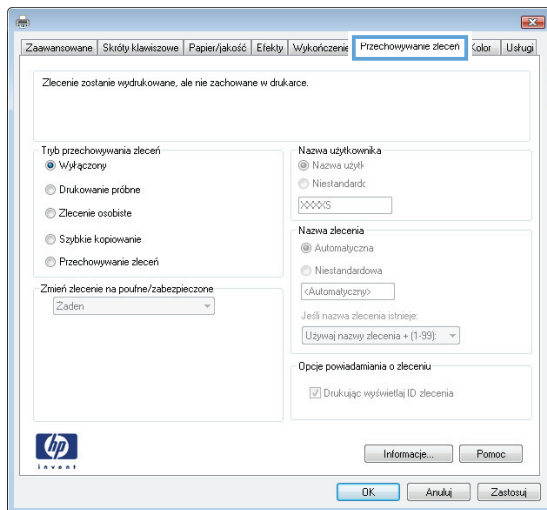 Zaawansowane Skróty klawiszowe Papier/jakość Efekty Wykończenie Przechowywanie zleceń Kolor Usługi
Zlecenie zostanie wydrukowane, ale nie zachowane w drukarce.
Tryb przechowywania zleceń
Wyłączony
Drukowanie próbne
Zlecenie osobiste
Szybkie kopiowanie
Przechowywanie zleceń
Zmień zlecenie na poufne/zabezpieczone
Żaden
Nazwa użytkownika
Nazwa użytk
Niestandardc
XXXXS
Nazwa zlecenia
Automatyczna
Niestandardowa
<Automatyczny>
Jeśli nazwa zlecenia istnieje:
Używaj nazwy zlecenia + (1-99):
Opcje powiadamiania o zleceniu
Drukując wyświetlaj ID zlecenia
hp
invent
Informacje... Pomoc
OK Anuluj Zastosuj